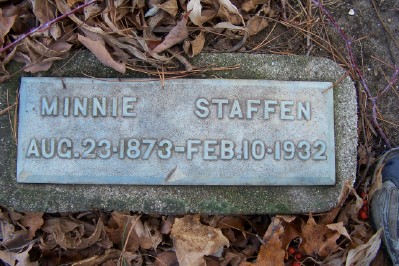 MINNIE STAFFEN
AUG.23-1873-FEB.10-1932